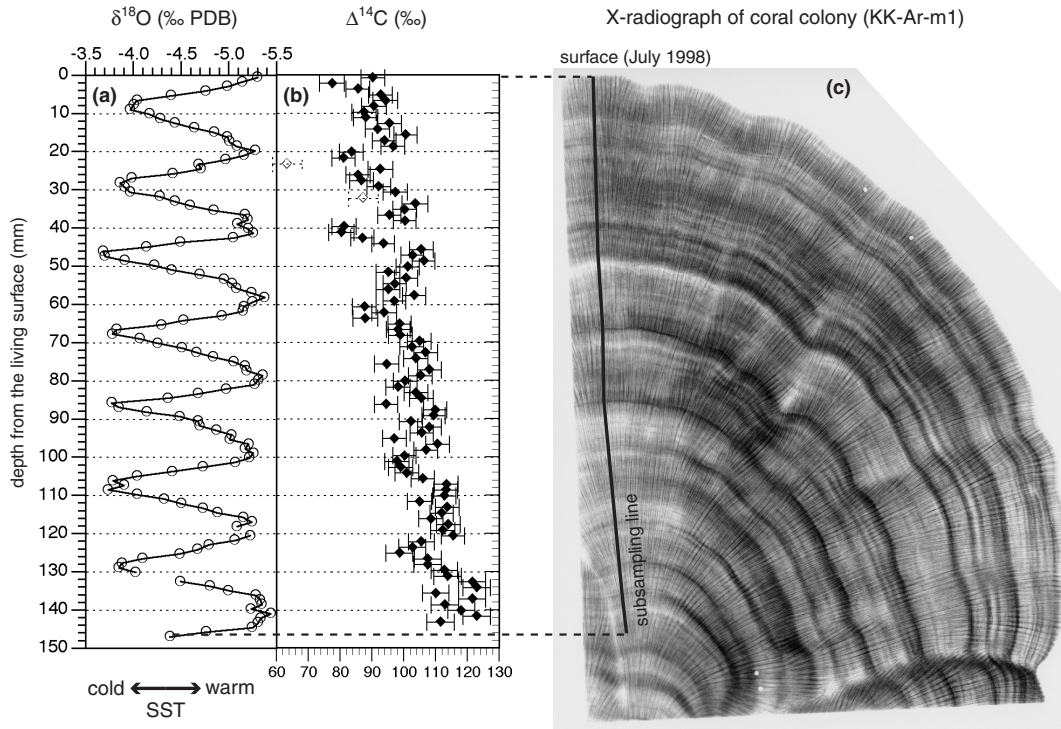 δ18O (‰ PDB)
Δ14C (‰)
X-radiograph of coral colony (KK-Ar-m1)
-3.5 -4.0 -4.5 -5.0 -5.5
surface (July 1998)
(a)
(b)
(c)
0
10
20
30
40
50
60
70
80
90
100
110
120
130
140
150
depth from the living surface (mm)
subsampling line
60 70 80 90 100 110 120 130
cold warm
SST